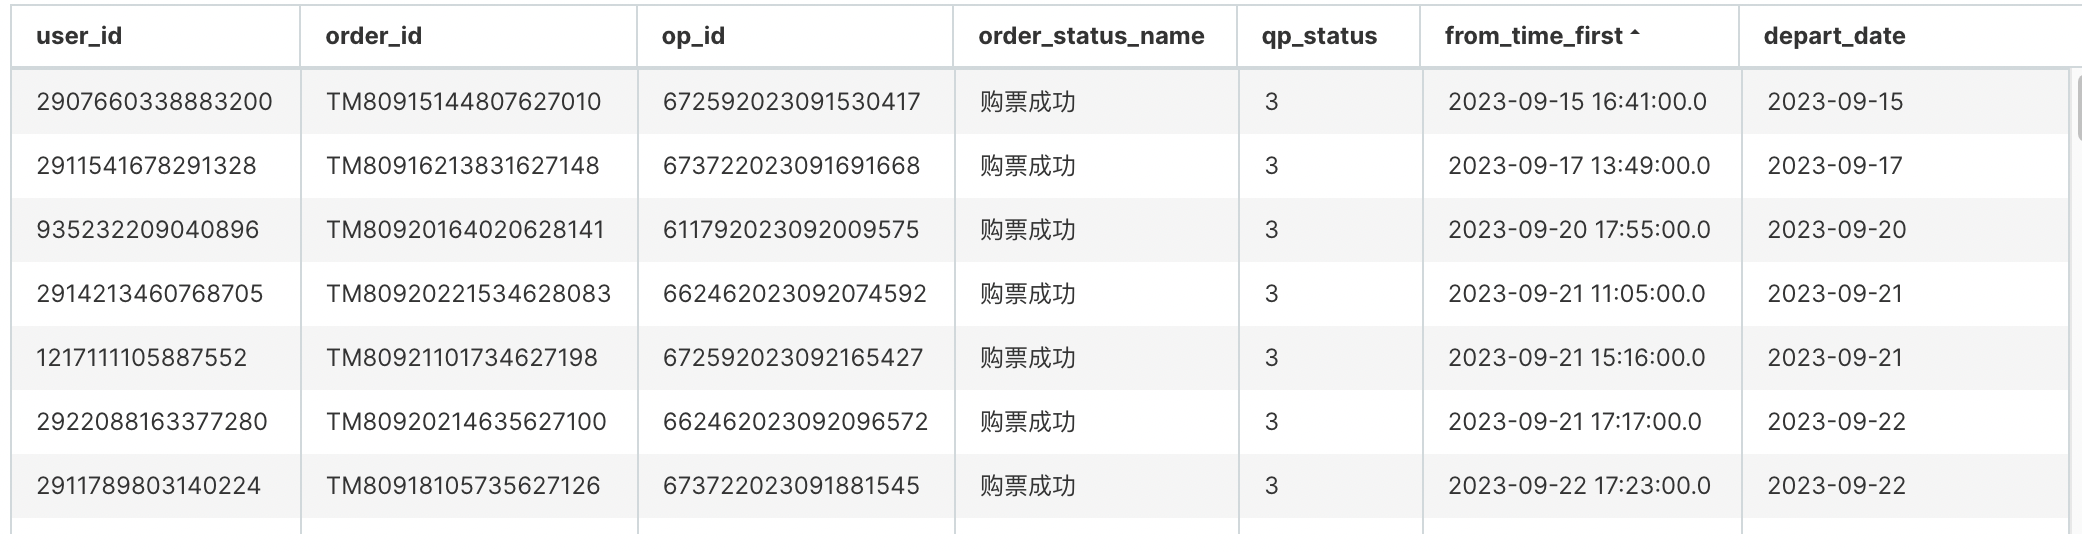 user_id order_id op_id order_status_name qp_status from_time_first depart_date
2907660338883200 TM80915144807627010 672592023091530417 购票成功 3 2023-09-15 16:41:00.0 2023-09-15
2911541678291328 TM80916213831627148 673722023091691668 购票成功 3 2023-09-17 13:49:00.0 2023-09-17
935232209040896 TM80920164020628141 611792023092009575 购票成功 3 2023-09-20 17:55:00.0 2023-09-20
2914213460768705 TM80920221534628083 662462023092074592 购票成功 3 2023-09-21 11:05:00.0 2023-09-21
1217111105887552 TM80921101734627198 672592023092165427 购票成功 3 2023-09-21 15:16:00.0 2023-09-21
2922088163377280 TM80920214635627100 662462023092096572 购票成功 3 2023-09-21 17:17:00.0 2023-09-22
2911789803140224 TM80918105735627126 673722023091881545 购票成功 3 2023-09-22 17:23:00.0 2023-09-22